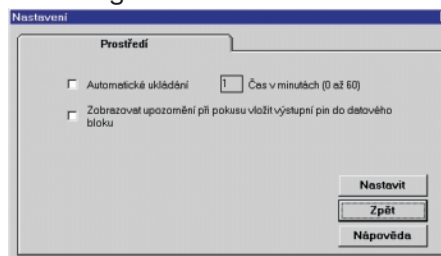 Nastavení
Prostředí
Automatické ukládání 1 Čas v minutách (0 až 60)
Zobrazovat upozornění při pokusu vložit výstupní pin do datového
bloku
Nastavit
Zpět
Nápověda